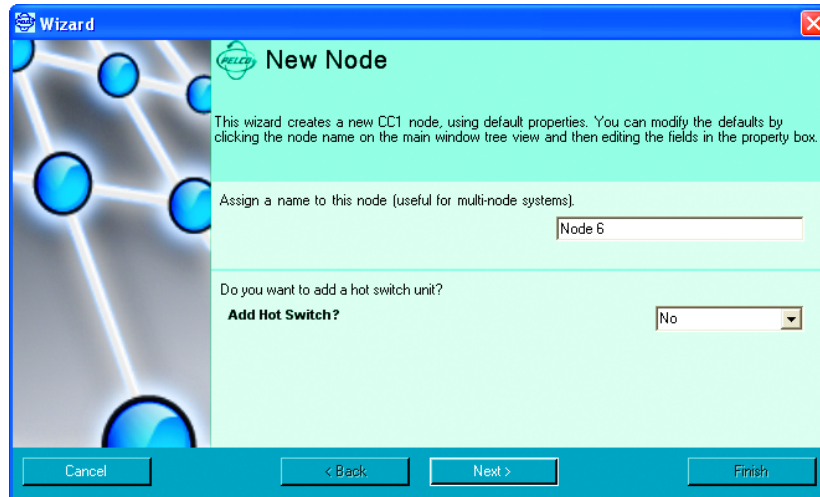 Wizard
PELCO New Node
This wizard creates a new CC1 node, using default properties. You can modify the defaults by
clicking the node name on the main window tree view and then editing the fields in the property box.
Assign a name to this node (useful for multi-node systems).
Node 6
Do you want to add a hot switch unit?
Add Hot Switch?
No
Cancel
< Back
Next >
Finish